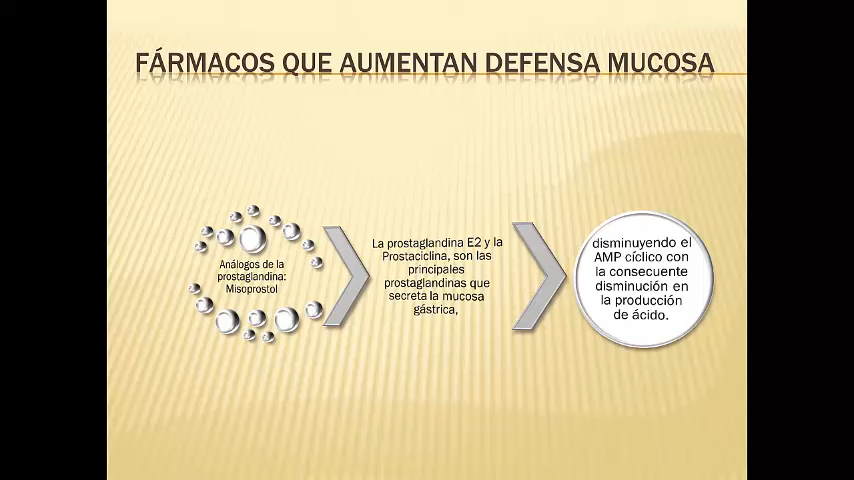 FÁRMACOS QUE AUMENTAN DEFENSA MUCOSA
Análogos de la
prostaglandina:
Misoprostol
La prostaglandina E2 y la
Prostaciclina, son las
principales
prostaglandinas que
secreta la mucosa
gástrica,
disminuyendo el
AMP cíclico con
la consecuente
disminución en
la producción
de ácido.